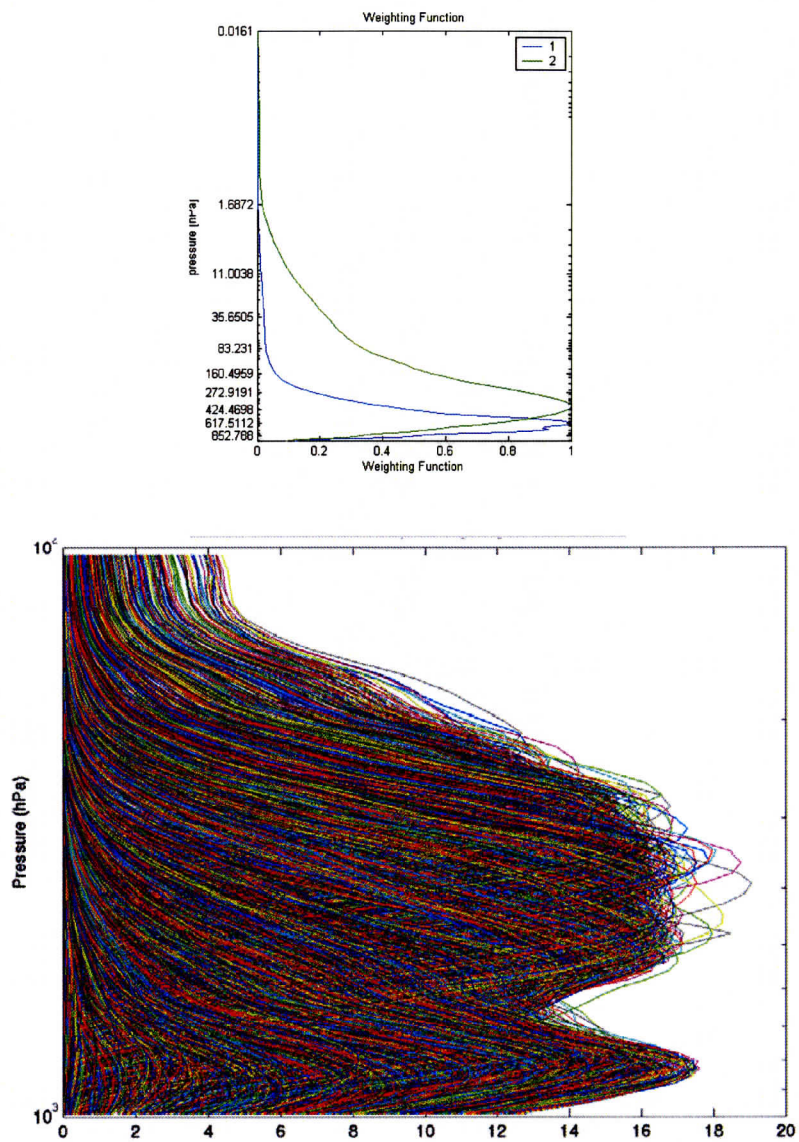 Weighting Function
0.0161
1
2
1.6872
11.0038
35.6505
83.231
160.4959
272.9191
424.4698
617.5112
852.788
pressure [hPa]
0 0.2 0.4 0.6 0.8 1
Weighting Function
Pressure (hPa)
10³
0 2 4 6 8 10 12 14 16 18 20